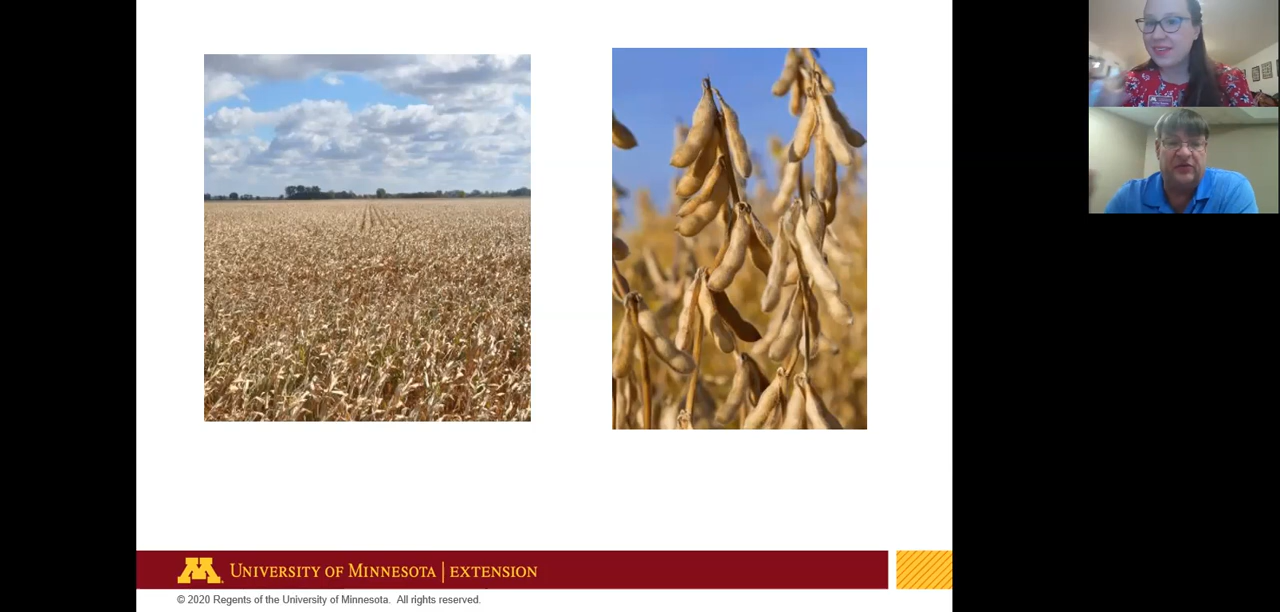 UNIVERSITY OF MINNESOTA | EXTENSION
© 2020 Regents of the University of Minnesota. All rights reserved.